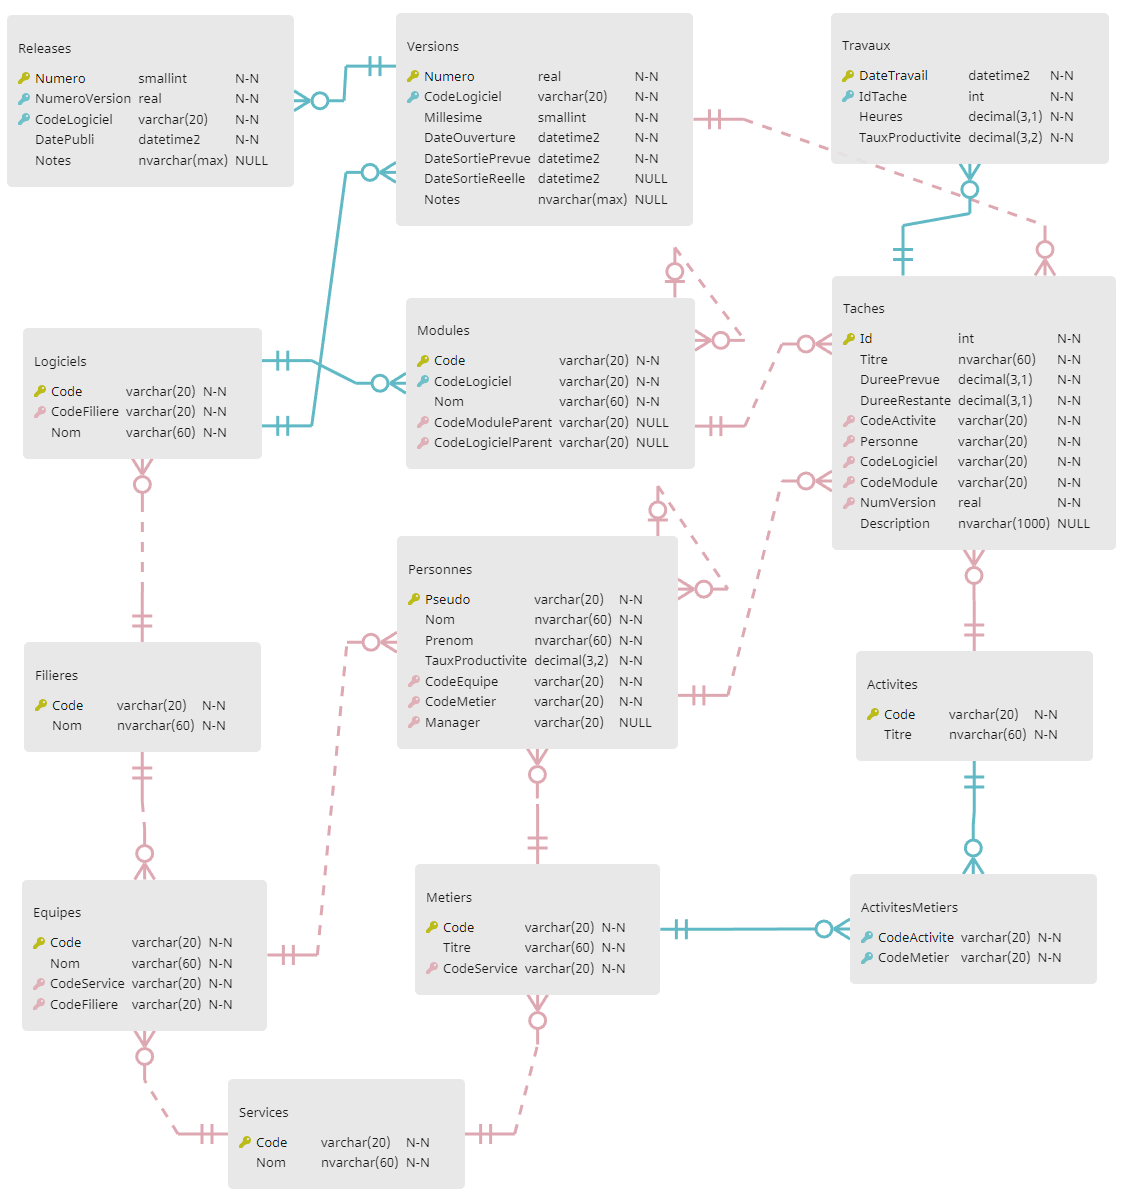 Releases
Numero smallint N-N
NumeroVersion real N-N
CodeLogiciel varchar(20) N-N
DatePubli datetime2 N-N
Notes nvarchar(max) NULL
Versions
Numero real N-N
CodeLogiciel varchar(20) N-N
Millesime smallint N-N
DateOuverture datetime2 N-N
DateSortiePrevue datetime2 N-N
DateSortieReelle datetime2 NULL
Notes nvarchar(max) NULL
Travaux
DateTravail datetime2 N-N
IdTache int N-N
Heures decimal(3,1) N-N
TauxProductivite decimal(3,2) N-N
Logiciels
Code varchar(20) N-N
CodeFiliere varchar(20) N-N
Nom varchar(60) N-N
Modules
Code varchar(20) N-N
CodeLogiciel varchar(20) N-N
Nom varchar(60) N-N
CodeModuleParent varchar(20) NULL
CodeLogicielParent varchar(20) NULL
Taches
Id int N-N
Titre nvarchar(60) N-N
DureePrevue decimal(3,1) N-N
DureeRestante decimal(3,1) N-N
CodeActivite varchar(20) N-N
Personne varchar(20) N-N
CodeLogiciel varchar(20) N-N
CodeModule varchar(20) N-N
NumVersion real N-N
Description nvarchar(1000) NULL
Personnes
Pseudo varchar(20) N-N
Nom nvarchar(60) N-N
Prenom nvarchar(60) N-N
TauxProductivite decimal(3,2) N-N
CodeEquipe varchar(20) N-N
CodeMetier varchar(20) N-N
Manager varchar(20) NULL
Filieres
Code varchar(20) N-N
Nom nvarchar(60) N-N
Activites
Code varchar(20) N-N
Titre nvarchar(60) N-N
Equipes
Code varchar(20) N-N
Nom varchar(60) N-N
CodeService varchar(20) N-N
CodeFiliere varchar(20) N-N
Metiers
Code varchar(20) N-N
Titre varchar(60) N-N
CodeService varchar(20) N-N
ActivitesMetiers
CodeActivite varchar(20) N-N
CodeMetier varchar(20) N-N
Services
Code varchar(20) N-N
Nom nvarchar(60) N-N